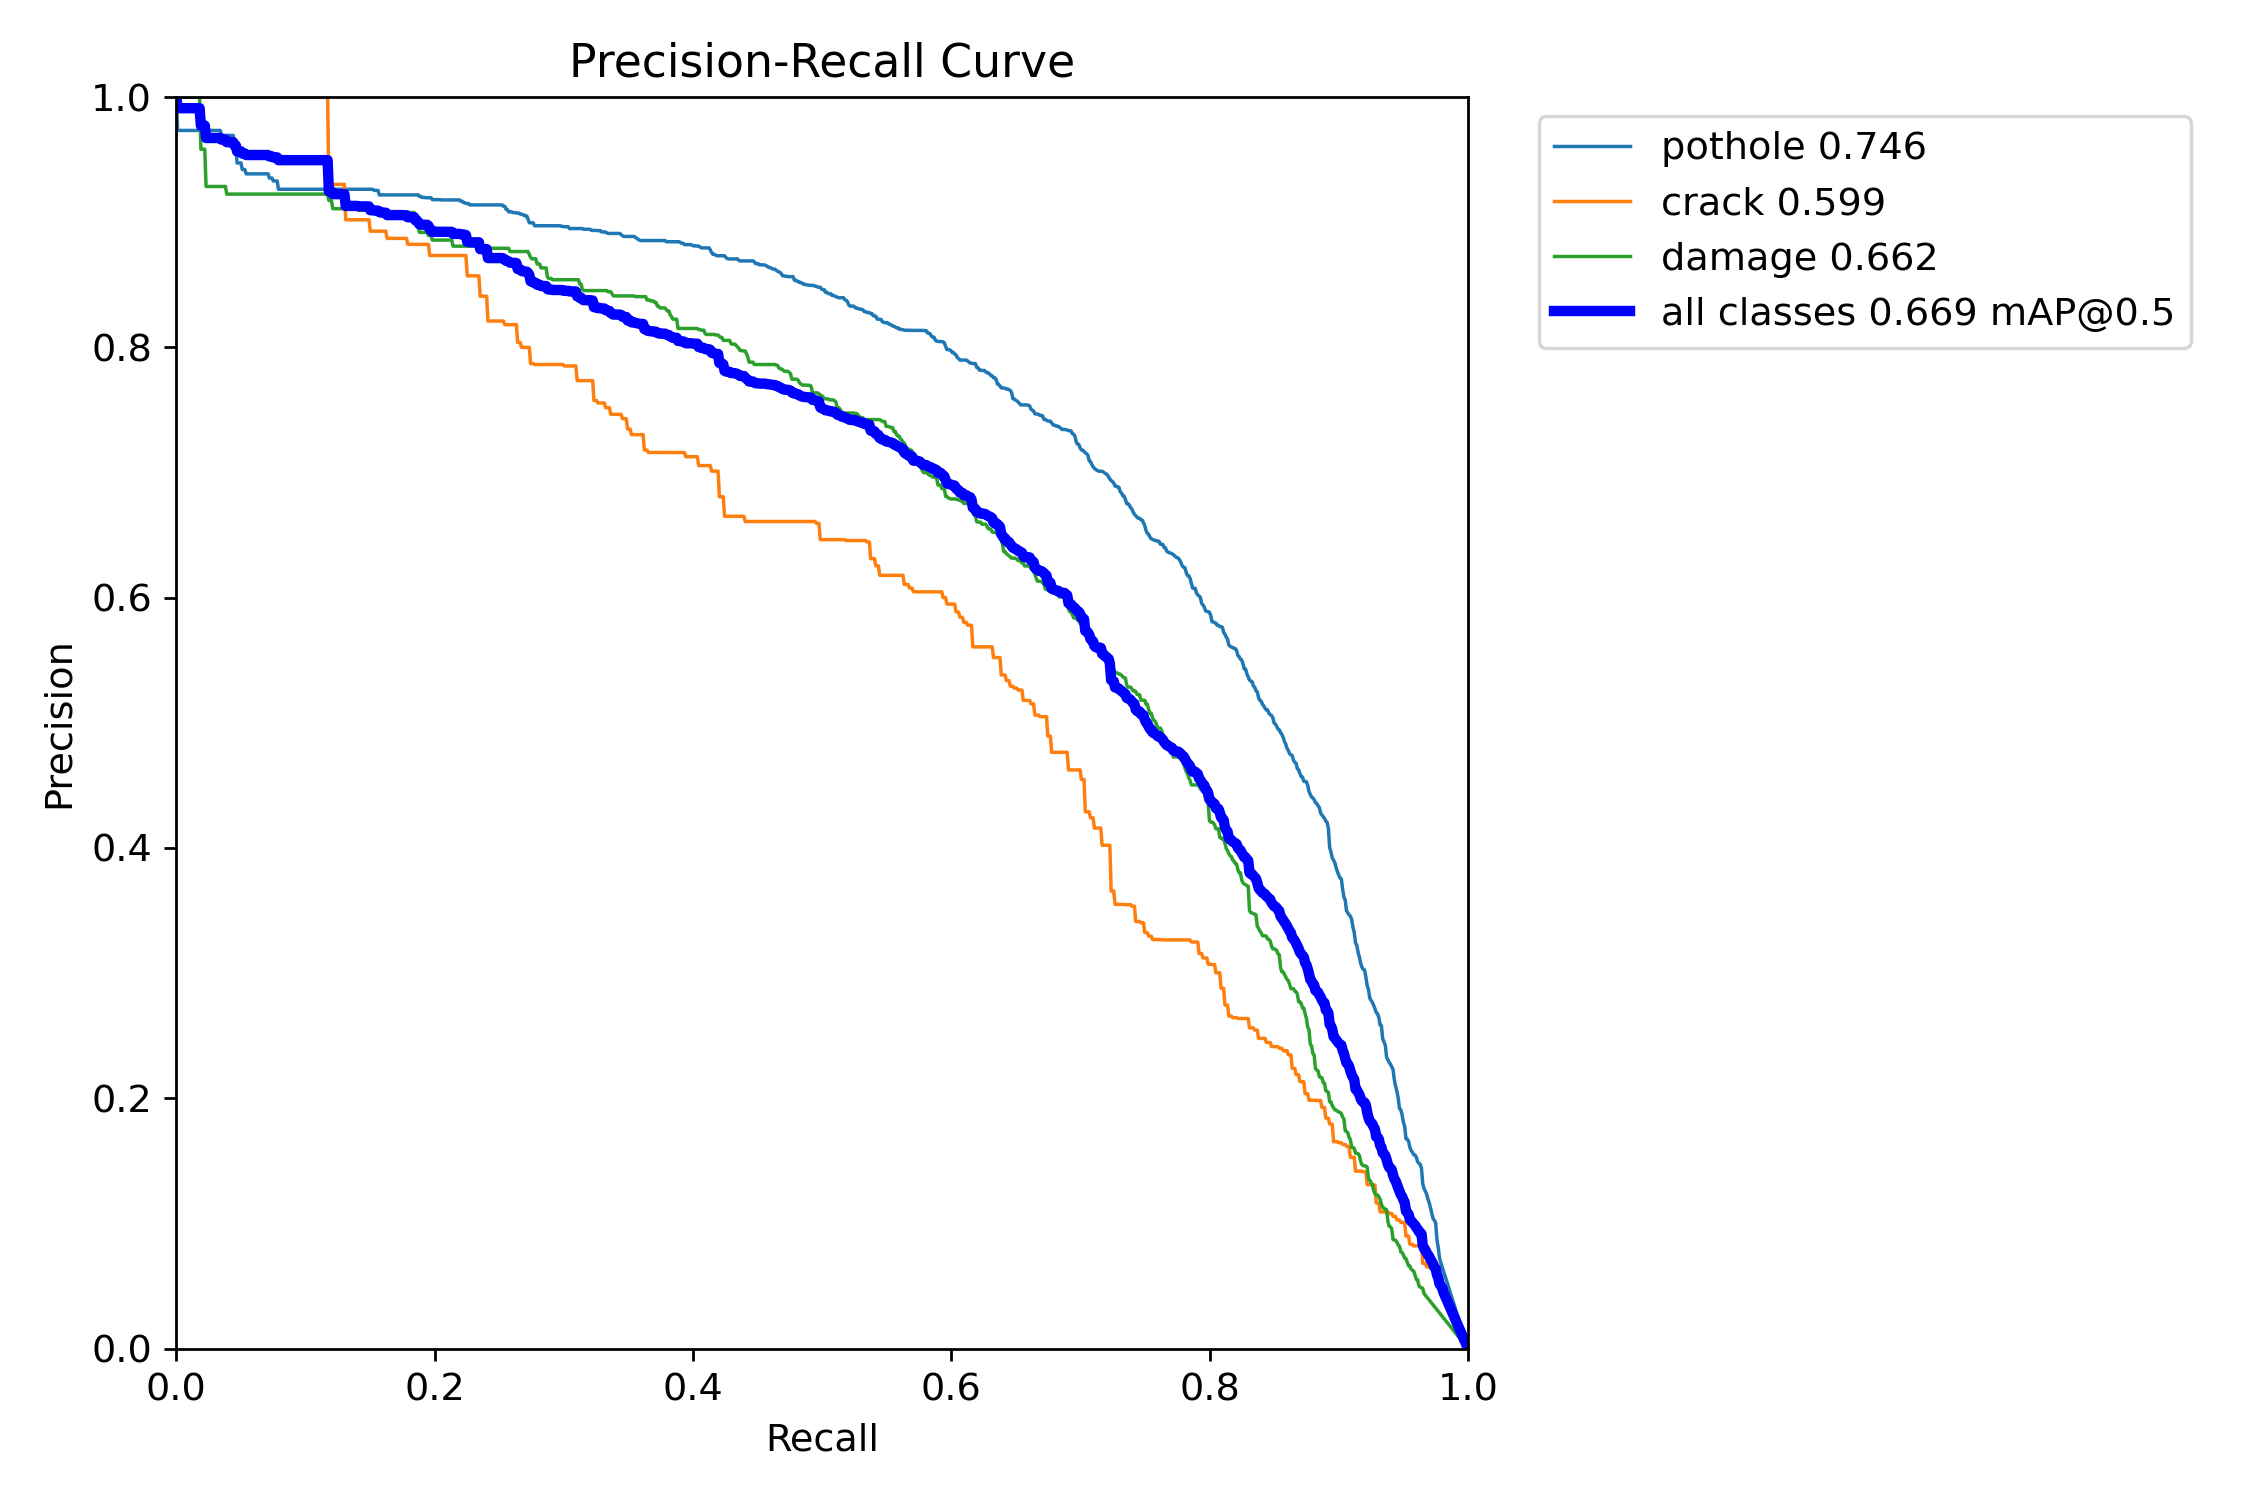 Precision-Recall Curve
pothole 0.746
crack 0.599
damage 0.662
all classes 0.669 mAP@0.5
Precision
1.0
0.8
0.6
0.4
0.2
0.0
0.0 0.2 0.4 0.6 0.8 1.0
Recall